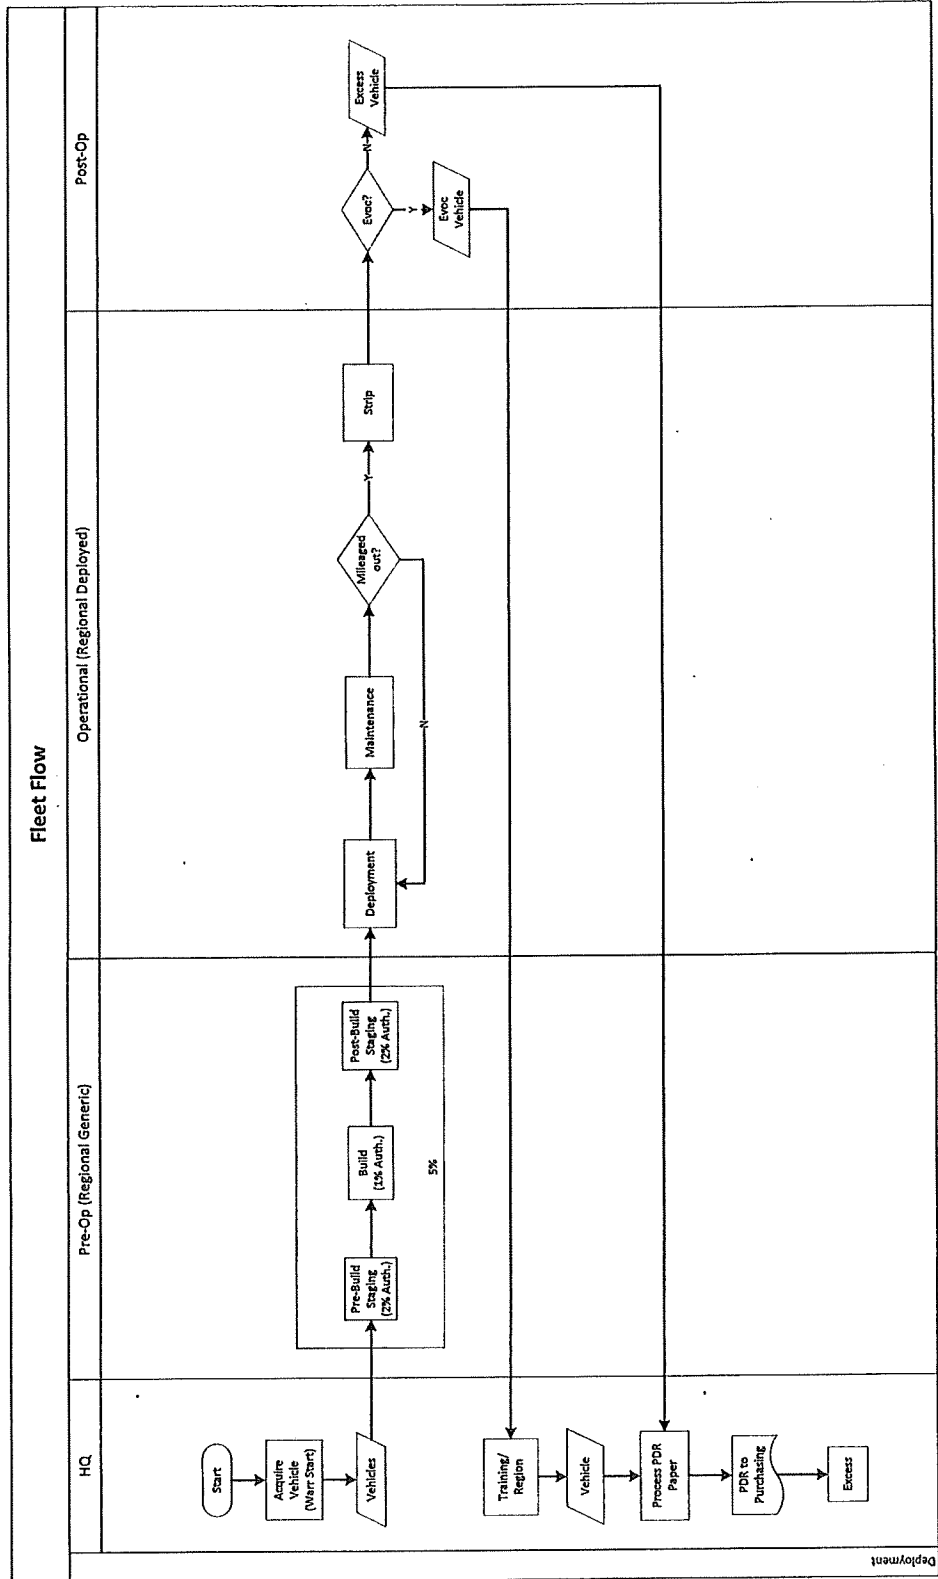 Fleet Flow
HQ
Pre-Op (Regional Generic)
Operational (Regional Deployed)
Post-Op
Deployment
Start
Acquire
Vehicle
(Warr Start)
Vehicles
Pre-Build
Staging
(2% Auth.)
Build
(1% Auth.)
Post-Build
Staging
(2% Auth.)
5%
Deployment
Maintenance
Mileaged
out?
N
Y
Strip
Evoc?
N
Excess
Vehicle
Y
Evoc
Vehicle
Training/
Region
Vehicle
Process PDR
Paper
PDR to
Purchasing
Excess